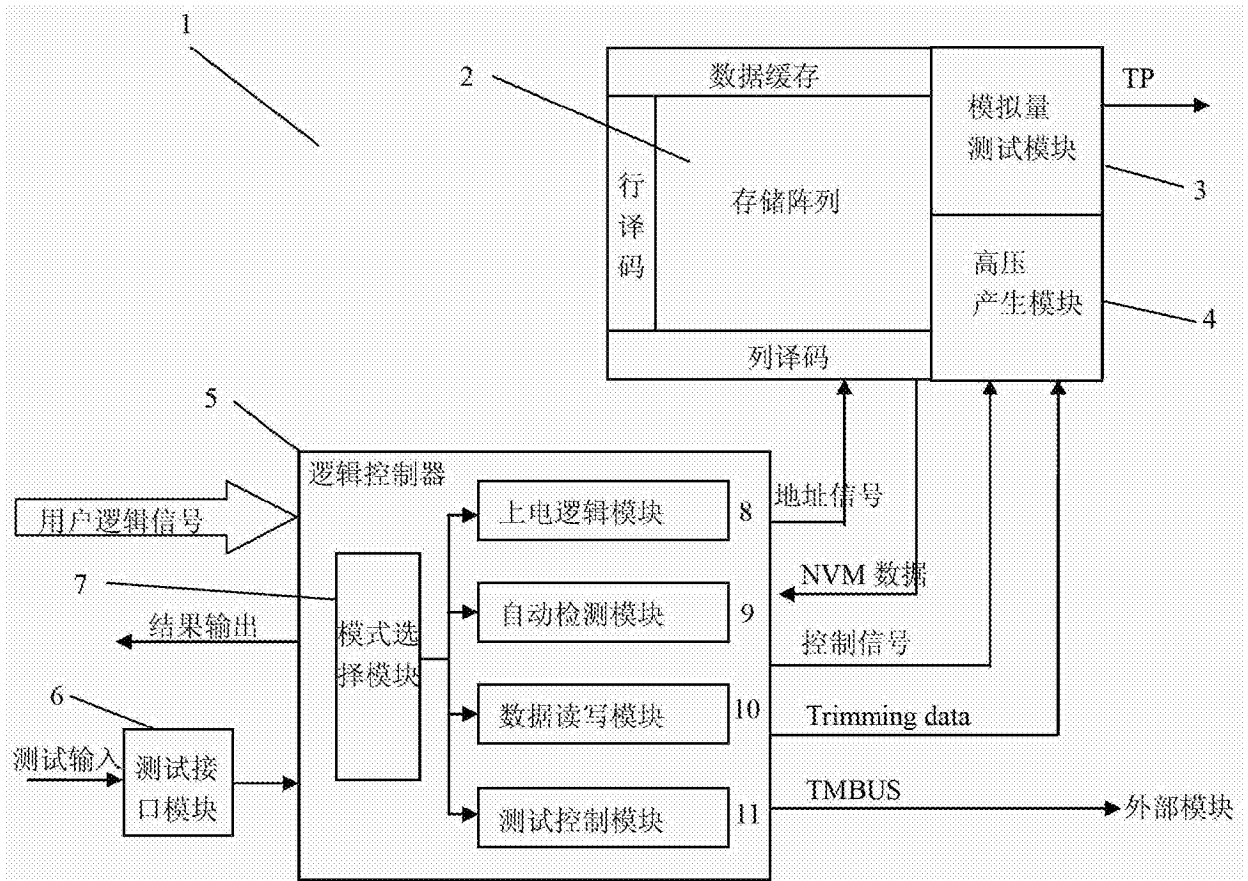 1
2
数据缓存
模拟量
测试模块
TP
3
行
译
码
存储阵列
高压
产生模块
4
列译码
5
逻辑控制器
用户逻辑信号
上电逻辑模块
8
地址信号
7
NVM 数据
自动检测模块
9
结果输出
模式选
择模块
控制信号
6
数据读写模块
10
Trimming data
测试输入
测试接
口模块
测试控制模块
11
TMBUS
外部模块